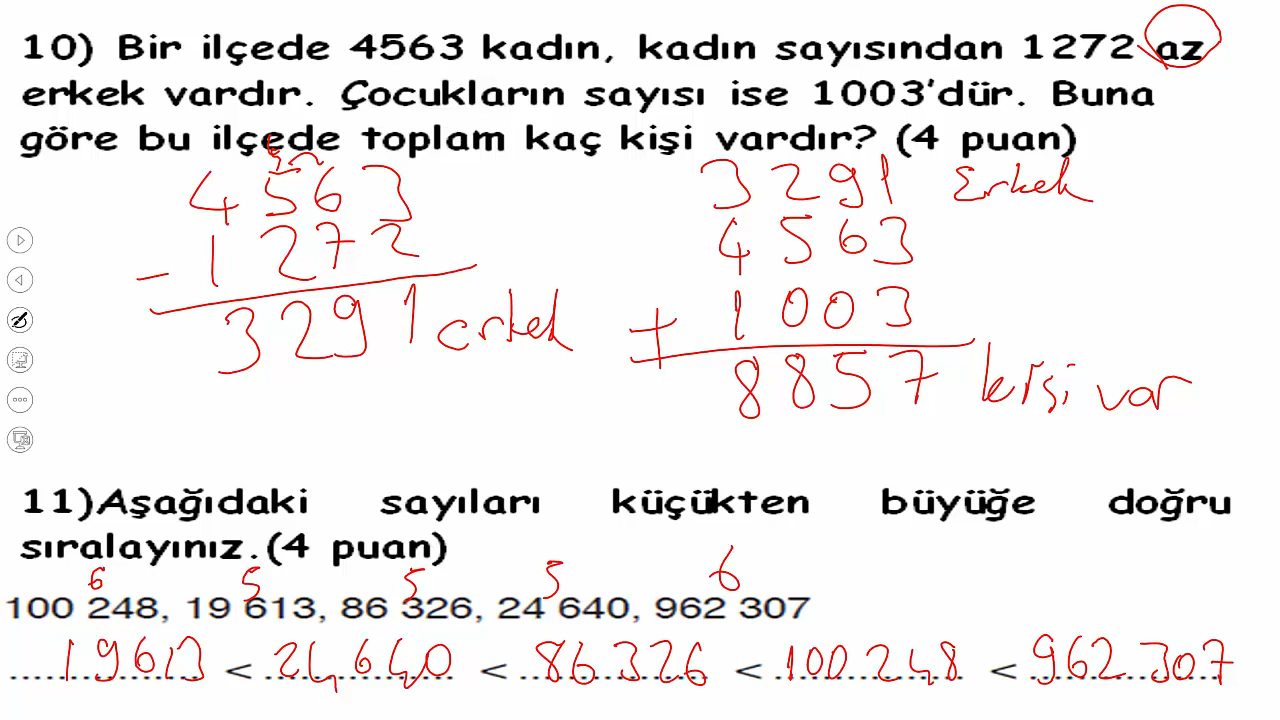 10) Bir ilçede 4563 kadın, kadın sayısından 1272 az
erkek vardır. Çocukların sayısı ise 1003'dür. Buna
göre bu ilçede toplam kaç kişi vardır? (4 puan)
4563
- 1272
3291 erkek
3291 Erkek
4563
+ 1003
8857 kişi var
11)Aşağıdaki sayıları küçükten büyüğe doğru
sıralayınız.(4 puan)
6 5 5 5 6
100 248, 19 613, 86 326, 24 640, 962 307
19613 < 24640 < 86326 < 100248 < 962307